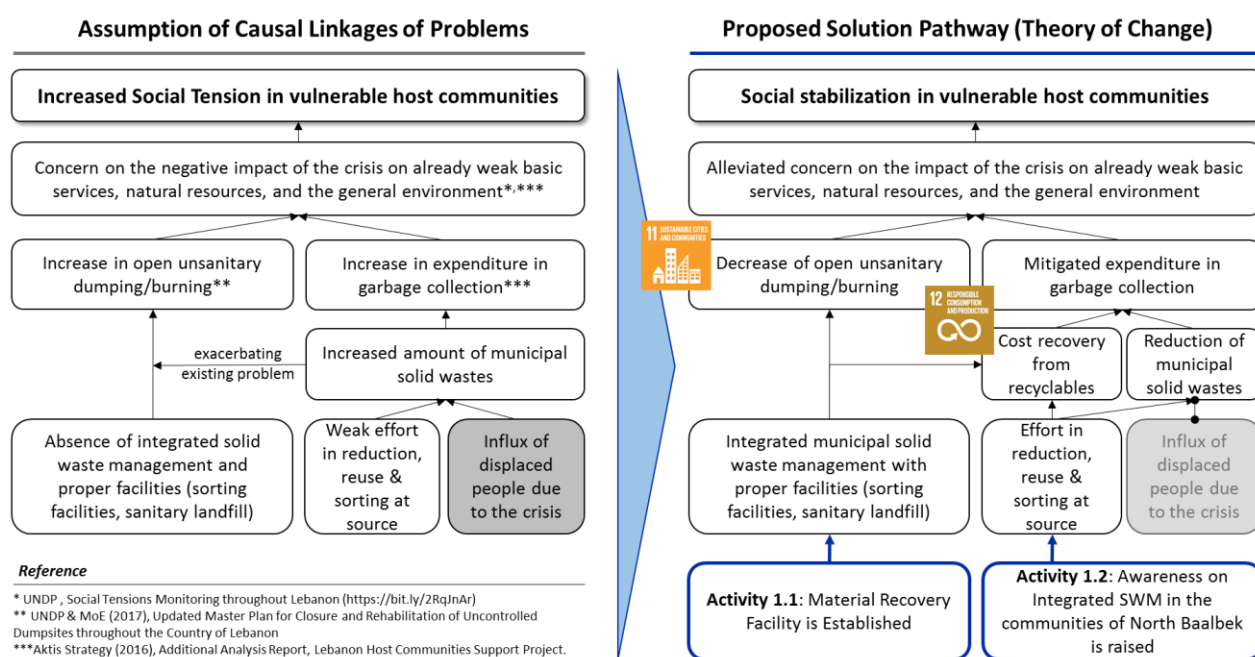 Assumption of Causal Linkages of Problems
Increased Social Tension in vulnerable host communities
Concern on the negative impact of the crisis on already weak basic
services, natural resources, and the general environment*,***
Increase in open unsanitary
dumping/burning**
Increase in expenditure in
garbage collection***
exacerbating
existing problem
Increased amount of municipal
solid wastes
Absence of integrated solid
waste management and
proper facilities (sorting
facilities, sanitary landfill)
Weak effort
in reduction,
reuse &
sorting at
source
Influx of
displaced
people due
to the crisis
Reference
* UNDP , Social Tensions Monitoring throughout Lebanon (https://bit.ly/2RqJnAr)
** UNDP & MoE (2017), Updated Master Plan for Closure and Rehabilitation of Uncontrolled
Dumpsites throughout the Country of Lebanon
***Aktis Strategy (2016), Additional Analysis Report, Lebanon Host Communities Support Project.
Proposed Solution Pathway (Theory of Change)
Social stabilization in vulnerable host communities
Alleviated concern on the impact of the crisis on already weak basic
services, natural resources, and the general environment
11 SUSTAINABLE CITIES
AND COMMUNITIES
Decrease of open unsanitary
dumping/burning
Mitigated expenditure in
garbage collection
12 RESPONSIBLE
CONSUMPTION
AND PRODUCTION
Cost recovery
from
recyclables
Reduction of
municipal
solid wastes
Integrated municipal solid
waste management with
proper facilities (sorting
facilities, sanitary landfill)
Effort in
reduction,
reuse &
sorting at
source
Influx of
displaced
people due
to the crisis
Activity 1.1: Material Recovery
Facility is Established
Activity 1.2: Awareness on
Integrated SWM in the
communities of North Baalbek
is raised